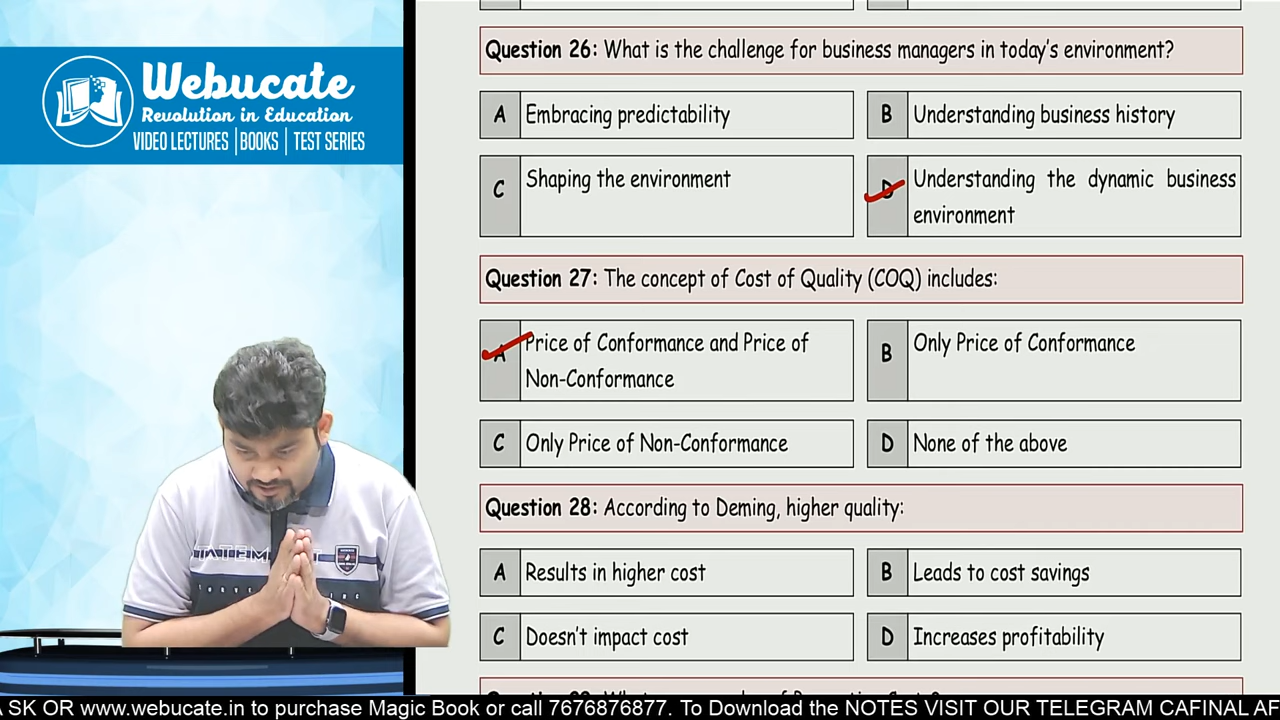 Webucate
Revolution in Education
VIDEO LECTURES | BOOKS | TEST SERIES
Question 26: What is the challenge for business managers in today's environment?
A Embracing predictability
B Understanding business history
C Shaping the environment
D Understanding the dynamic business
environment
Question 27: The concept of Cost of Quality (COQ) includes:
A Price of Conformance and Price of
Non-Conformance
B Only Price of Conformance
C Only Price of Non-Conformance
D None of the above
Question 28: According to Deming, higher quality:
A Results in higher cost
B Leads to cost savings
C Doesn't impact cost
D Increases profitability
A SK OR www.webucate.in to purchase Magic Book or call 7676876877. To Download the NOTES VISIT OUR TELEGRAM CAFINAL AF